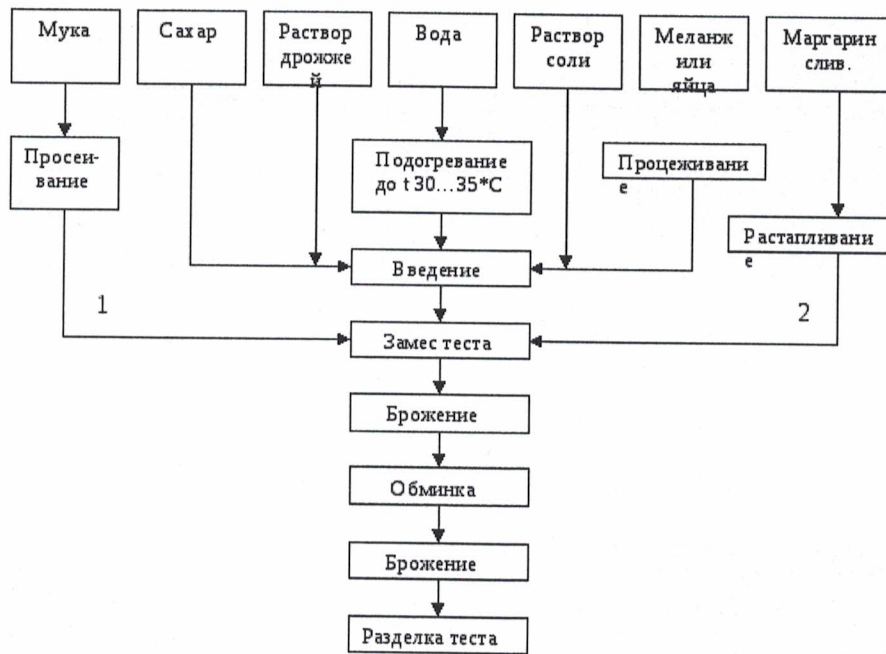 Мука
Сахар
Раствор
дрожже
й
Вода
Раствор
соли
Меланж
или
яйца
Маргарин
слив.
Просеи-
вание
Подогревание
до t 30...35*C
Процеживани
е
Растапливани
е
Введение
1
2
Замес теста
Брожение
Обминка
Брожение
Разделка теста